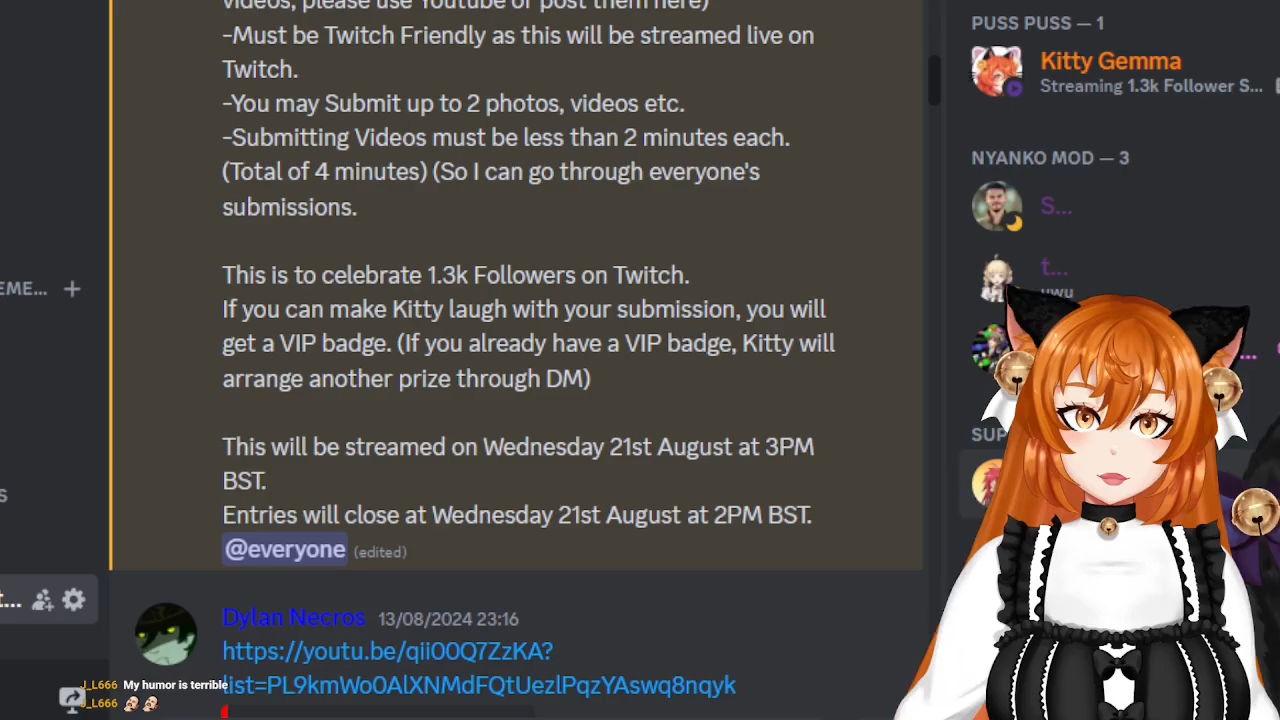 videos, please use Youtube or post them here)
-Must be Twitch Friendly as this will be streamed live on
Twitch.
-You may Submit up to 2 photos, videos etc.
-Submitting Videos must be less than 2 minutes each.
(Total of 4 minutes) (So I can go through everyone's
submissions.
This is to celebrate 1.3k Followers on Twitch.
If you can make Kitty laugh with your submission, you will
get a VIP badge. (If you already have a VIP badge, Kitty will
arrange another prize through DM)
This will be streamed on Wednesday 21st August at 3PM
BST.
Entries will close at Wednesday 21st August at 2PM BST.
@everyone (edited)
Dylan Necros 13/08/2024 23:16
https://youtu.be/qii00Q7ZzKA?
list=PL9kmWo0AlXNMdFQtUezlPqzYAswq8nqyk
J_L666 My humor is terrible
J_L666
EME... +
S
t...
PUSS PUSS — 1
Kitty Gemma
Streaming 1.3k Follower S...
NYANKO MOD — 3
S...
t...
uwu
SUP